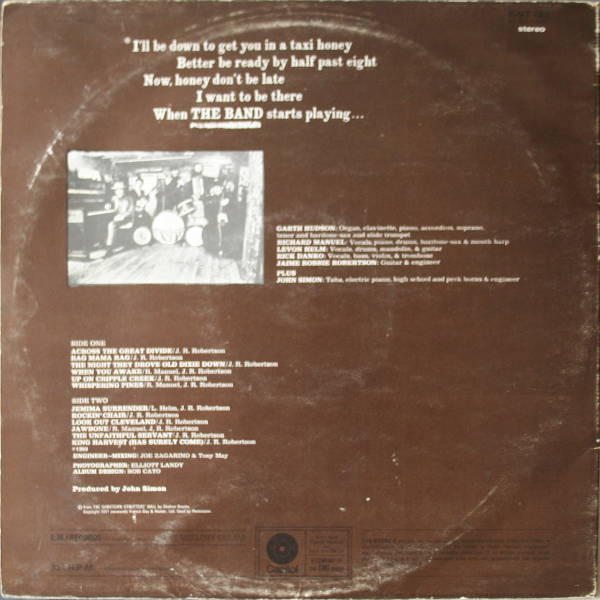 stereo
*I'll be down to get you in a taxi honey
Better be ready by half past eight
Now, honey don't be late
I want to be there
When THE BAND starts playing...
GARTH HUDSON: Organ, clavinette, piano, accordion, soprano,
tenor and baritone-sax and slide trumpet
RICHARD MANUEL: Vocals, piano, drums, baritone-sax & mouth harp
LEVON HELM: Vocals, drums, mandolin, & guitar
RICK DANKO: Vocals, bass, violin, & trombone
JAIME ROBBIE ROBERTSON: Guitar & engineer
PLUS
JOHN SIMON: Tuba, electric piano, high school and peck horns & engineer
SIDE ONE
ACROSS THE GREAT DIVIDE/J. R. Robertson
RAG MAMA RAG/J. R. Robertson
THE NIGHT THEY DROVE OLD DIXIE DOWN/J. R. Robertson
WHEN YOU AWAKE/R. Manuel, J. R. Robertson
UP ON CRIPPLE CREEK/J. R. Robertson
WHISPERING PINES/R. Manuel, J. R. Robertson
SIDE TWO
JEMIMA SURRENDER/L. Helm, J. R. Robertson
ROCKIN' CHAIR/J. R. Robertson
LOOK OUT CLEVELAND/J. R. Robertson
JAWBONE/R. Manuel, J. R. Robertson
THE UNFAITHFUL SERVANT/J. R. Robertson
KING HARVEST (HAS SURELY COME)/J. R. Robertson
℗1969
ENGINEER-MIXING: JOE ZAGARINO & Tony May
PHOTOGRAPHER: ELLIOTT LANDY
ALBUM DESIGN: BOB CATO
Produced by John Simon
Capitol